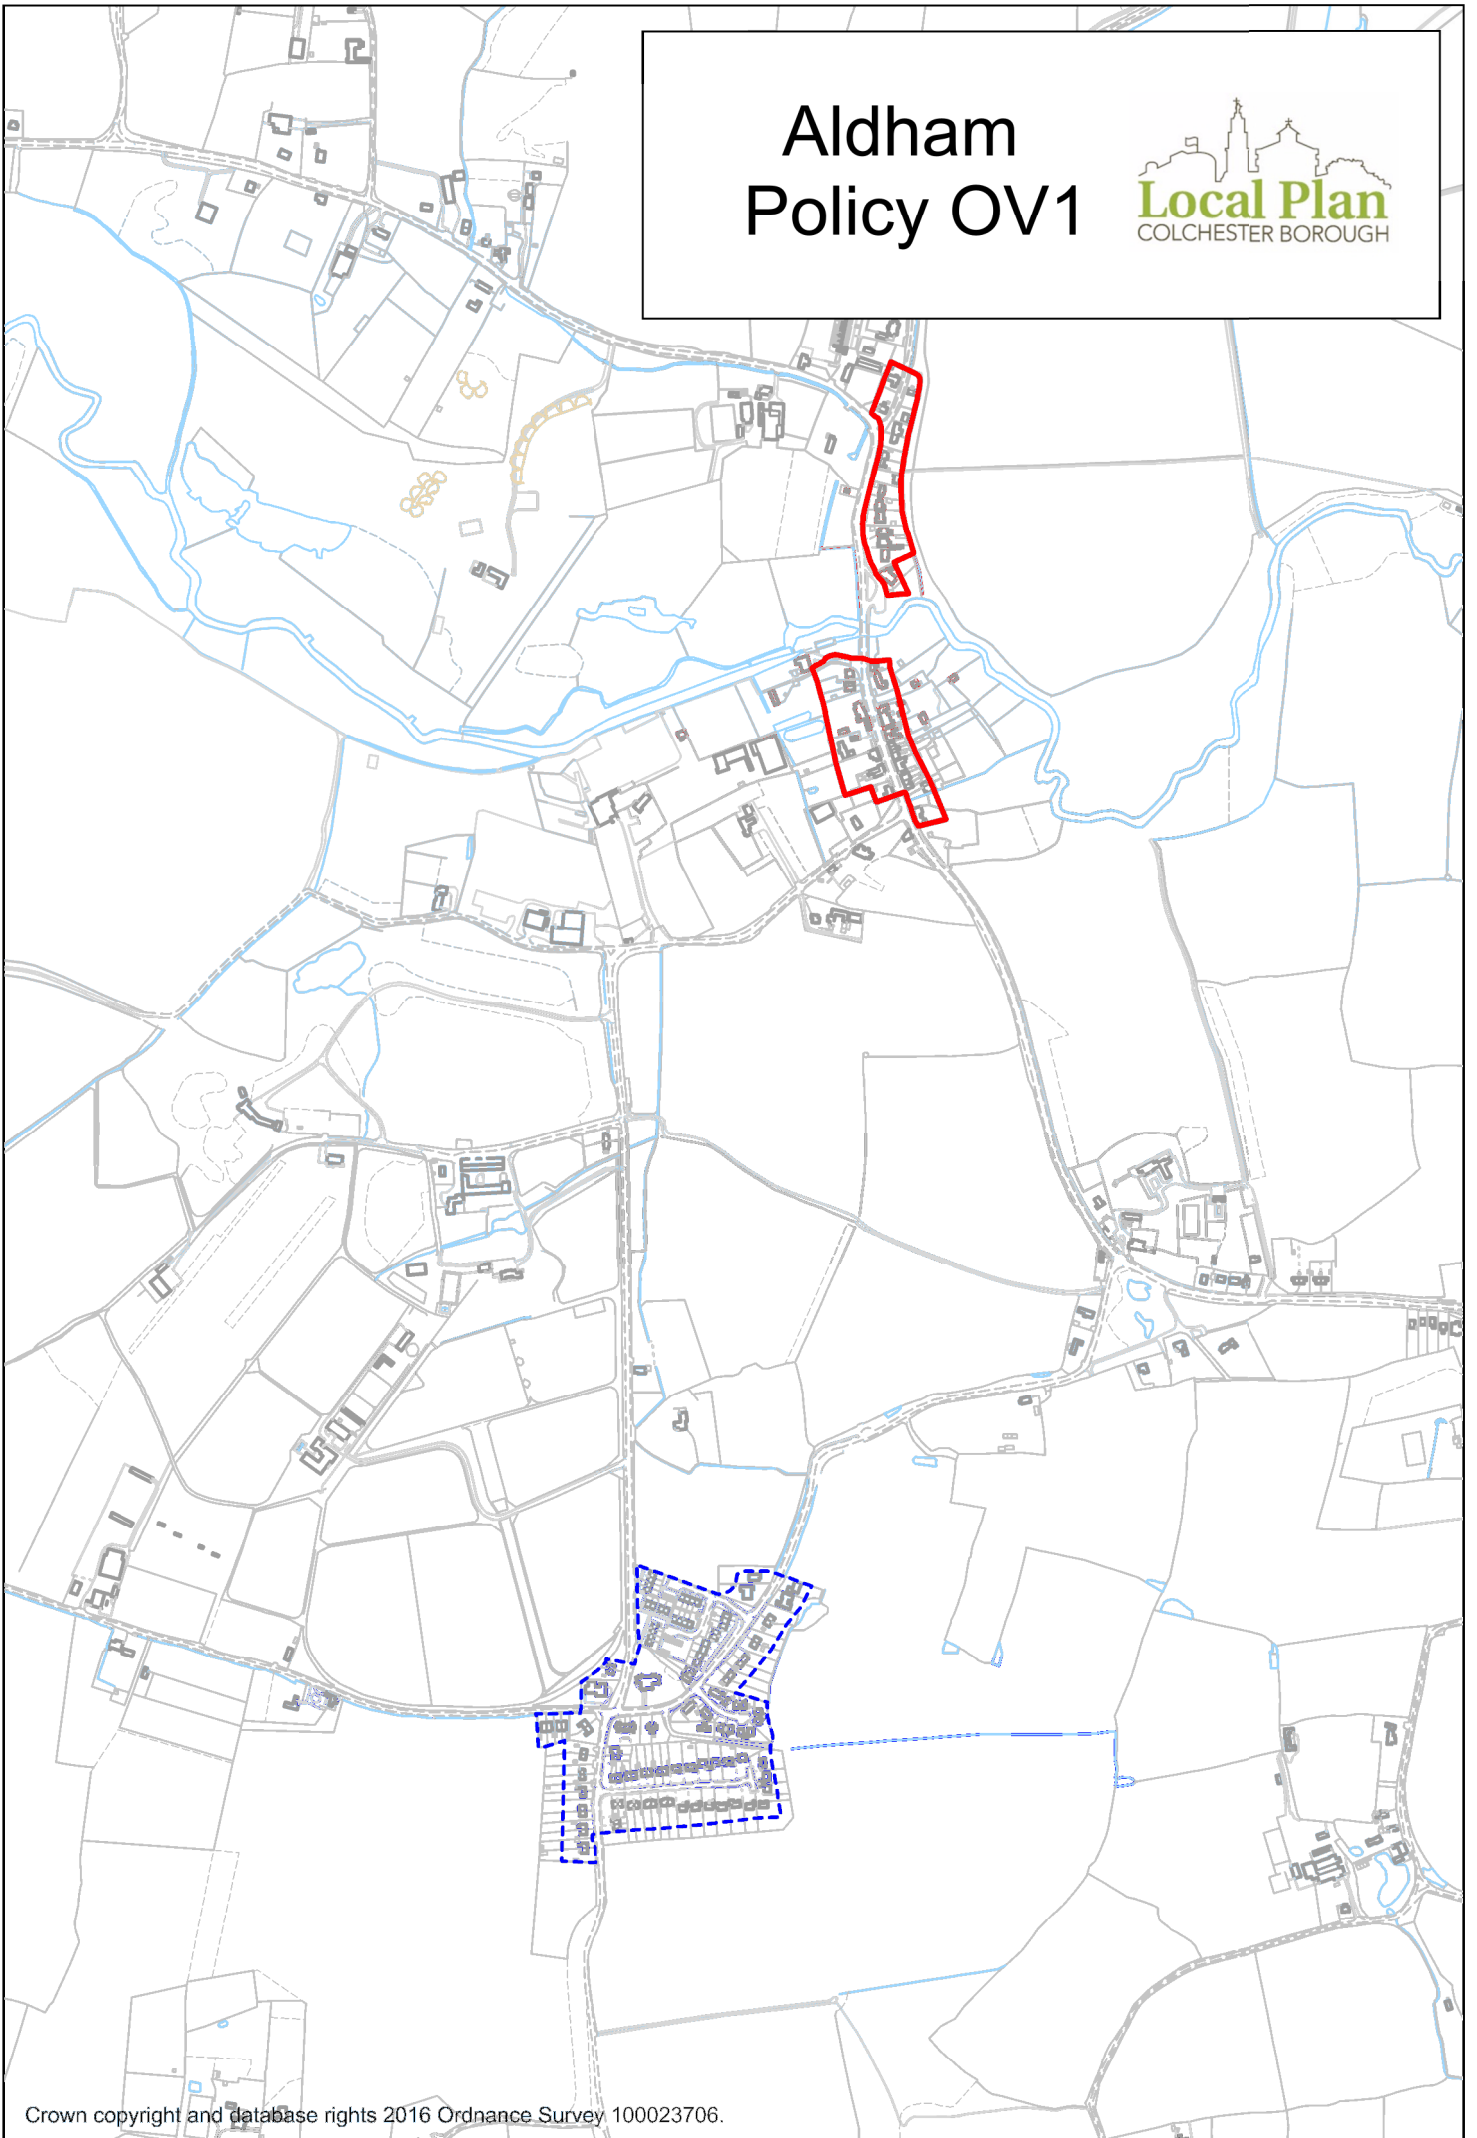 Aldham
Policy OV1
Local Plan
COLCHESTER BOROUGH
Crown copyright and database rights 2016 Ordnance Survey 100023706.